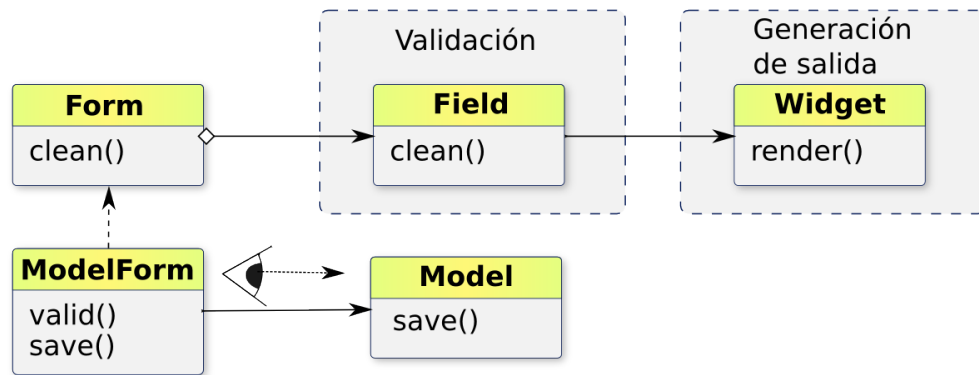 Validación
Generación
de salida
Form
clean()
Field
clean()
Widget
render()
ModelForm
valid()
save()
Model
save()